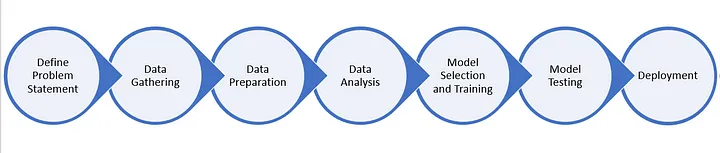 Define
Problem
Statement
Data
Gathering
Data
Preparation
Data
Analysis
Model
Selection
and Training
Model
Testing
Deployment